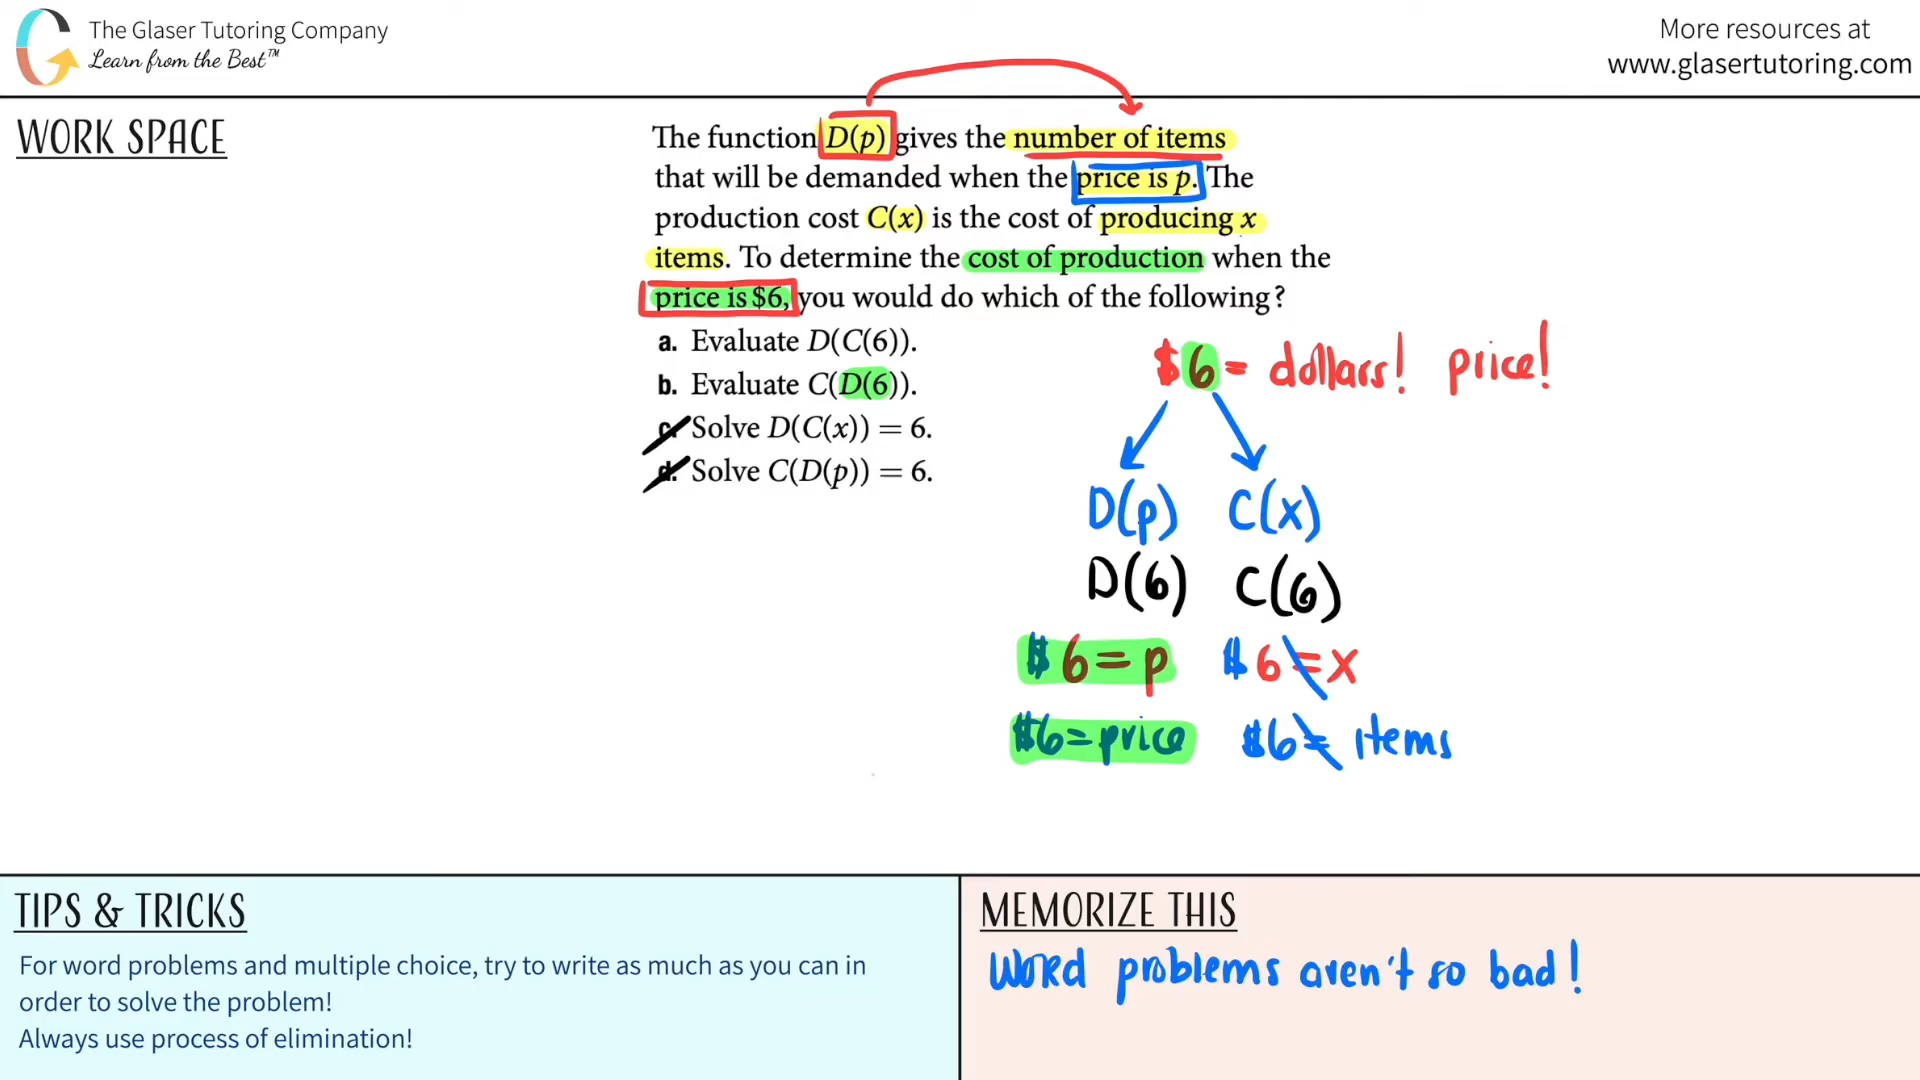 The Glaser Tutoring Company
Learn from the Best™
More resources at
www.glasertutoring.com
WORK SPACE
The function D(p) gives the number of items
that will be demanded when the price is p. The
production cost C(x) is the cost of producing x
items. To determine the cost of production when the
price is $6, you would do which of the following?
a. Evaluate D(C(6)).
b. Evaluate C(D(6)).
c. Solve D(C(x)) = 6.
d. Solve C(D(p)) = 6.
$6 = dollars! price!
D(p) C(x)
D(6) C(6)
$6 = p $6 ≠ x
$6 = price $6 ≠ items
TIPS & TRICKS
For word problems and multiple choice, try to write as much as you can in
order to solve the problem!
Always use process of elimination!
MEMORIZE THIS
Word problems aren't so bad!